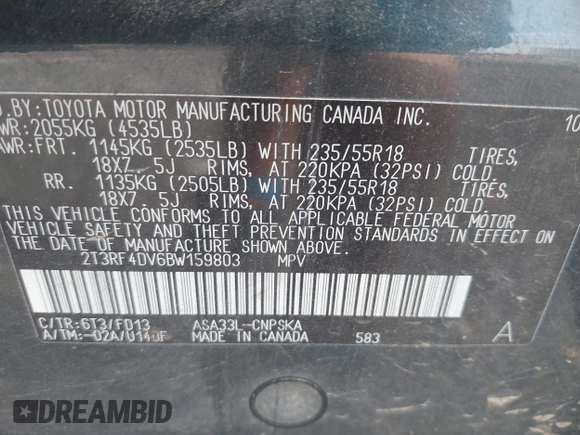 D.BY:TOYOTA MOTOR MANUFACTURING CANADA INC. 10
WR:2055KG (4535LB)
AWR:FRT. 1145KG (2535LB) WITH 235/55R18 TIRES,
18X7. 5J RIMS, AT 220KPA (32PSI) COLD.
RR. 1135KG (2505LB) WITH 235/55R18 TIRES,
18X7. 5J RIMS, AT 220KPA (32PSI) COLD.
THIS VEHICLE CONFORMS TO ALL APPLICABLE FEDERAL MOTOR
VEHICLE SAFETY AND THEFT PREVENTION STANDARDS IN EFFECT ON
THE DATE OF MANUFACTURE SHOWN ABOVE.
2T3RF4DV6BW159803 MPV
C/TR:6T3/FD13 ASA33L-CNPSKA
A/TM:-02A/U140F MADE IN CANADA 583 A
DREAMBID